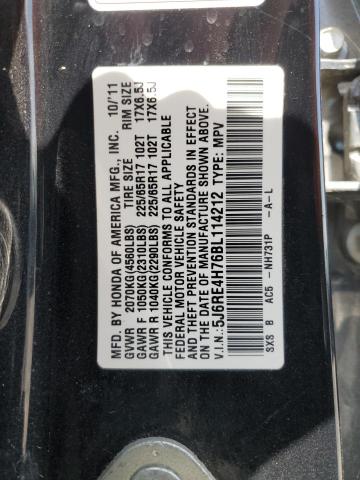 MFD. BY HONDA OF AMERICA MFG., INC. 10/'11
GVWR 2070KG(4560LBS) TIRE SIZE RIM SIZE
GAWR F 1050KG(2310LBS) 225/65R17 102T 17X6.5J
GAWR R 1040KG(2290LBS) 225/65R17 102T 17X6.5J
THIS VEHICLE CONFORMS TO ALL APPLICABLE
FEDERAL MOTOR VEHICLE SAFETY
AND THEFT PREVENTION STANDARDS IN EFFECT
ON THE DATE OF MANUFACTURE SHOWN ABOVE.
V.I.N.: 5J6RE4H76BL114212 TYPE: MPV
SXS B AC5 -NH731P -A-L